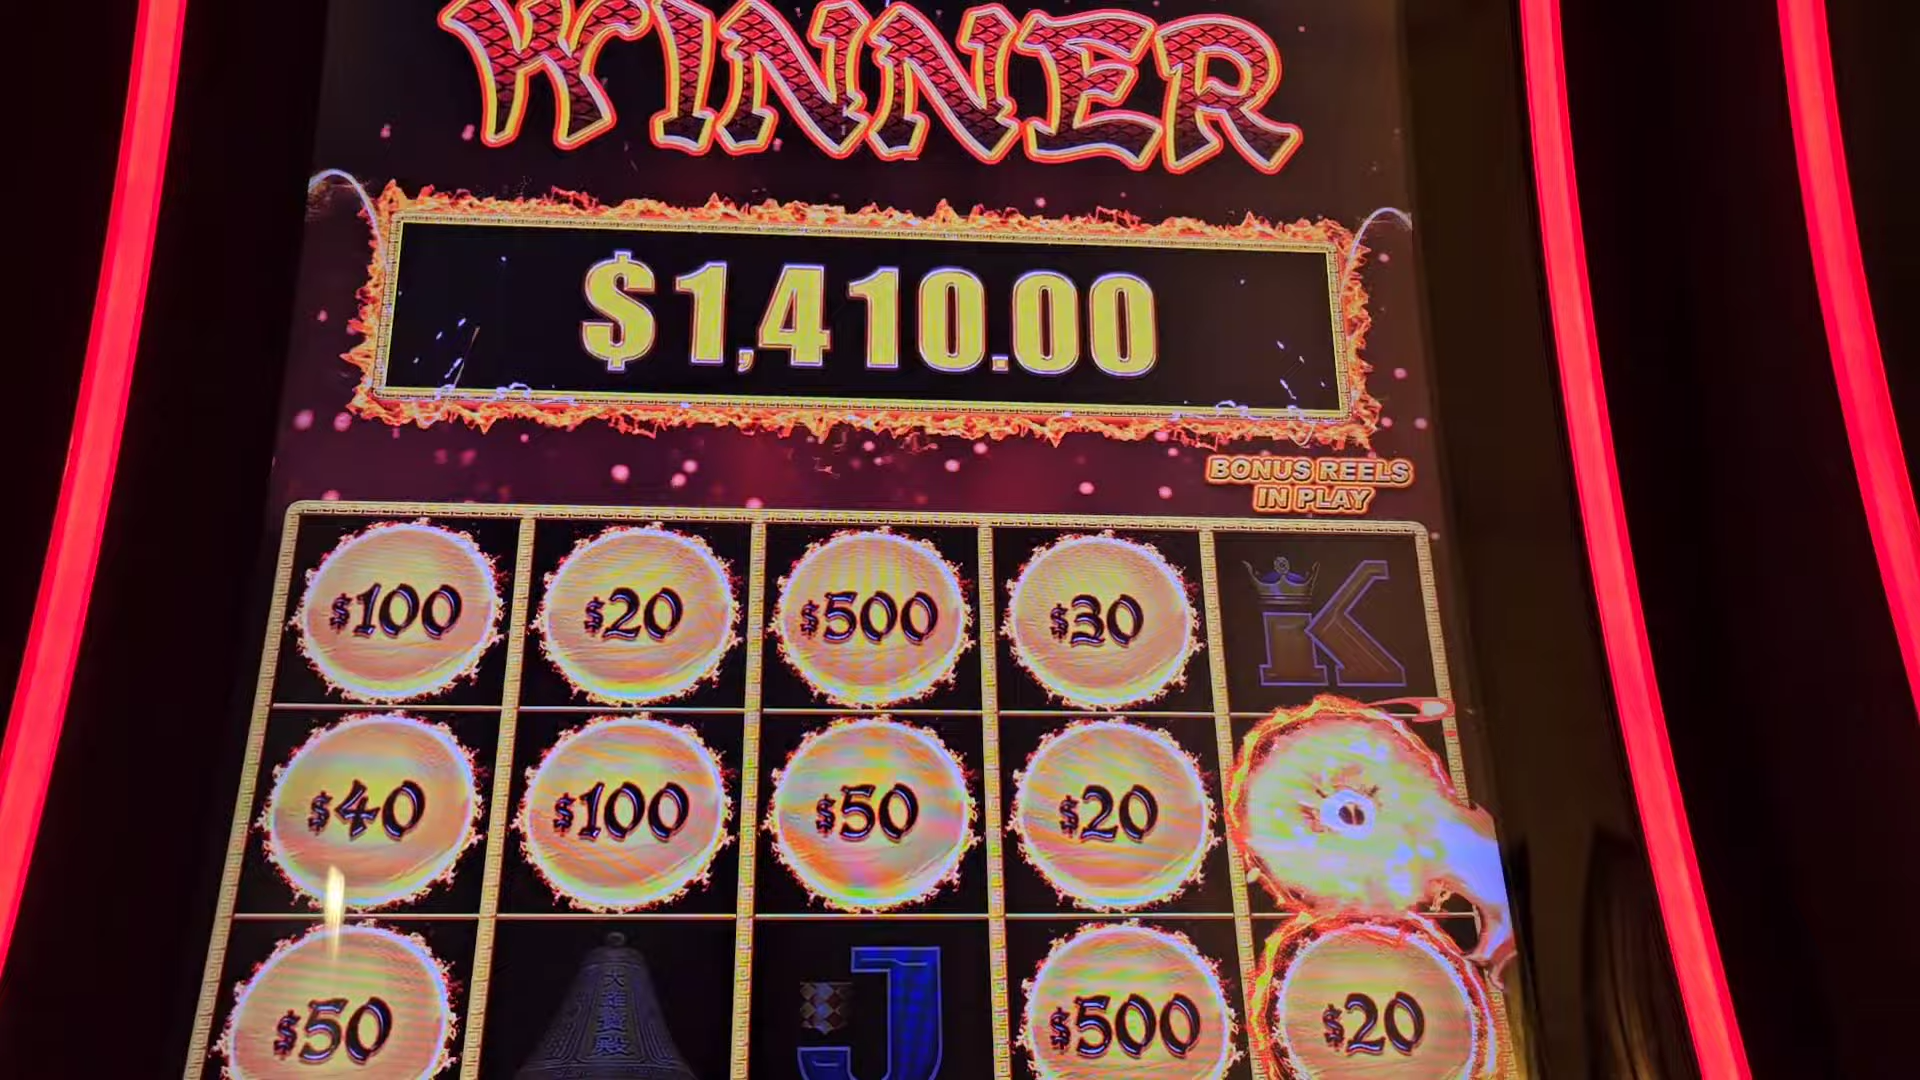 WINNER
$1,410.00
BONUS REELS
IN PLAY
$100 $20 $500 $30 K
$40 $100 $50 $20
$50 J $500 $20